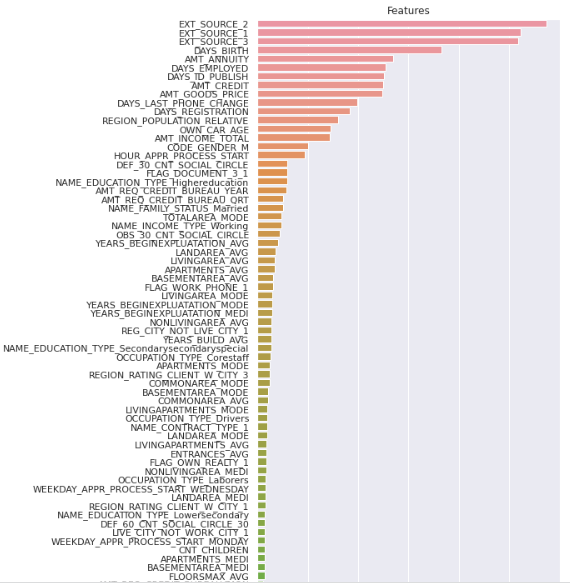 Features
EXT_SOURCE_2
EXT_SOURCE_1
EXT_SOURCE_3
DAYS_BIRTH
AMT_ANNUITY
DAYS_EMPLOYED
DAYS_ID_PUBLISH
AMT_CREDIT
AMT_GOODS_PRICE
DAYS_LAST_PHONE_CHANGE
DAYS_REGISTRATION
REGION_POPULATION_RELATIVE
OWN_CAR_AGE
AMT_INCOME_TOTAL
CODE_GENDER_M
HOUR_APPR_PROCESS_START
DEF_30_CNT_SOCIAL_CIRCLE
FLAG_DOCUMENT_3_1
NAME_EDUCATION_TYPE_Highereducation
AMT_REQ_CREDIT_BUREAU_YEAR
AMT_REQ_CREDIT_BUREAU_QRT
NAME_FAMILY_STATUS_Married
TOTALAREA_MODE
NAME_INCOME_TYPE_Working
OBS_30_CNT_SOCIAL_CIRCLE
YEARS_BEGINEXPLUATATION_AVG
LANDAREA_AVG
LIVINGAREA_AVG
APARTMENTS_AVG
BASEMENTAREA_AVG
FLAG_WORK_PHONE_1
LIVINGAREA_MODE
YEARS_BEGINEXPLUATATION_MODE
YEARS_BEGINEXPLUATATION_MEDI
NONLIVINGAREA_AVG
REG_CITY_NOT_LIVE_CITY_1
YEARS_BUILD_AVG
NAME_EDUCATION_TYPE_Secondarysecondaryspecial
OCCUPATION_TYPE_Corestaff
APARTMENTS_MODE
REGION_RATING_CLIENT_W_CITY_3
COMMONAREA_MODE
BASEMENTAREA_MODE
COMMONAREA_AVG
LIVINGAPARTMENTS_MODE
OCCUPATION_TYPE_Drivers
NAME_CONTRACT_TYPE_1
LANDAREA_MODE
LIVINGAPARTMENTS_AVG
ENTRANCES_AVG
FLAG_OWN_REALTY_1
NONLIVINGAREA_MEDI
OCCUPATION_TYPE_Laborers
WEEKDAY_APPR_PROCESS_START_WEDNESDAY
LANDAREA_MEDI
REGION_RATING_CLIENT_W_CITY_1
NAME_EDUCATION_TYPE_Lowersecondary
DEF_60_CNT_SOCIAL_CIRCLE_30
LIVE_CITY_NOT_WORK_CITY_1
WEEKDAY_APPR_PROCESS_START_MONDAY
CNT_CHILDREN
APARTMENTS_MEDI
BASEMENTAREA_MEDI
FLOORSMAX_AVG